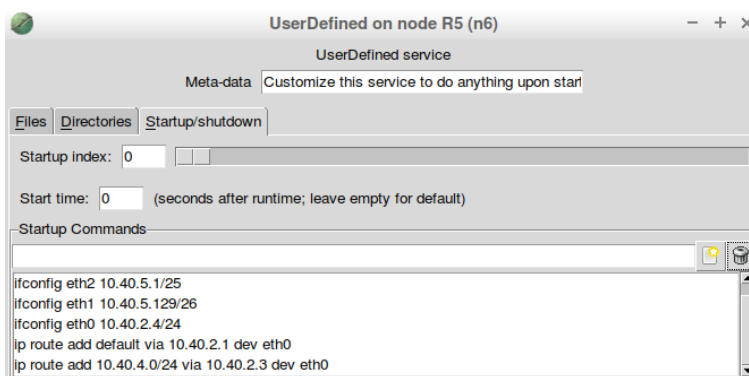 UserDefined on node R5 (n6)
UserDefined service
Meta-data Customize this service to do anything upon start
Files Directories Startup/shutdown
Startup index: 0
Start time: 0 (seconds after runtime; leave empty for default)
Startup Commands
ifconfig eth2 10.40.5.1/25
ifconfig eth1 10.40.5.129/26
ifconfig eth0 10.40.2.4/24
ip route add default via 10.40.2.1 dev eth0
ip route add 10.40.4.0/24 via 10.40.2.3 dev eth0